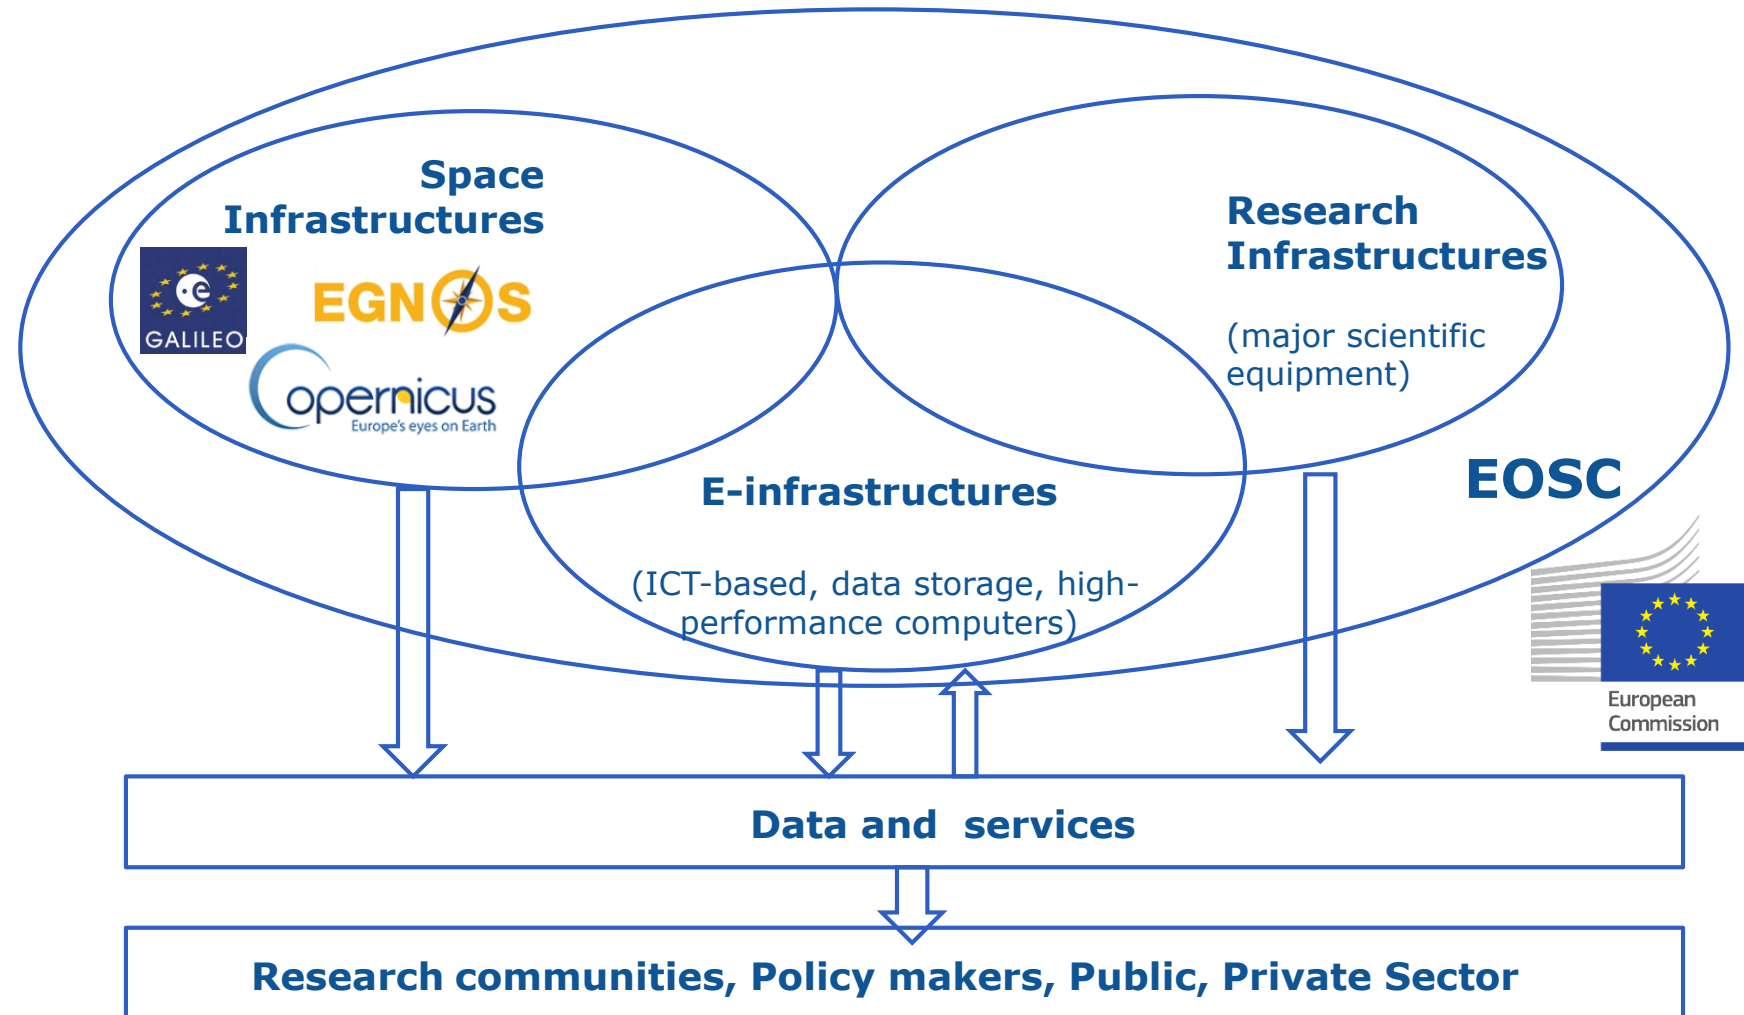 Space
Infrastructures
GALILEO
EGNOS
Copernicus
Europe's eyes on Earth
Research
Infrastructures
(major scientific
equipment)
EOSC
E-infrastructures
(ICT-based, data storage, high-
performance computers)
European
Commission
Data and  services
Research communities, Policy makers, Public, Private Sector